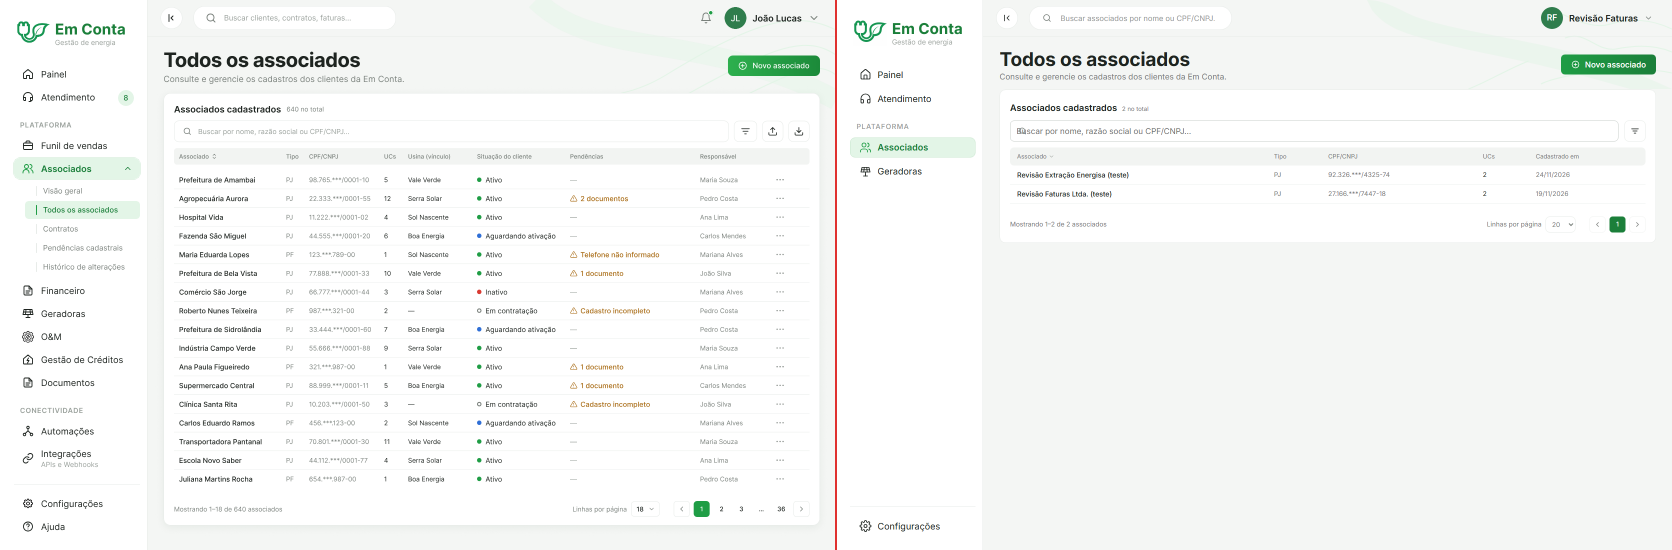 Em Conta
Gestão de energia
Painel
Atendimento 8
PLATAFORMA
Funil de vendas
Associados
Visão geral
Todos os associados
Contratos
Pendências cadastrais
Histórico de alterações
Financeiro
Geradoras
O&M
Gestão de Créditos
Documentos
CONECTIVIDADE
Automações
Integrações
APIs e Webhooks
Configurações
Ajuda
Buscar clientes, contratos, faturas...
JL João Lucas
Todos os associados
Consulte e gerencie os cadastros dos clientes da Em Conta.
Novo associado
Associados cadastrados 640 no total
Buscar por nome, razão social ou CPF/CNPJ...
Associado Tipo CPF/CNPJ UCs Usina (vínculo) Situação do cliente Pendências Responsável
Prefeitura de Amambai PJ 98.765.***/0001-10 5 Vale Verde Ativo — Maria Souza ...
Agropecuária Aurora PJ 22.333.***/0001-55 12 Serra Solar Ativo 2 documentos Pedro Costa ...
Hospital Vida PJ 11.222.***/0001-02 4 Sol Nascente Ativo — Ana Lima ...
Fazenda São Miguel PJ 44.555.***/0001-20 6 Boa Energia Aguardando ativação — Carlos Mendes ...
Maria Eduarda Lopes PF 123.***.789-00 1 Sol Nascente Ativo Telefone não informado Mariana Alves ...
Prefeitura de Bela Vista PJ 77.888.***/0001-33 10 Vale Verde Ativo 1 documento João Silva ...
Comércio São Jorge PJ 66.777.***/0001-44 3 Serra Solar Inativo — Mariana Alves ...
Roberto Nunes Teixeira PF 987.***.321-00 2 — Em contratação Cadastro incompleto Pedro Costa ...
Prefeitura de Sidrolândia PJ 33.444.***/0001-60 7 Boa Energia Aguardando ativação — Pedro Costa ...
Indústria Campo Verde PJ 55.666.***/0001-88 9 Serra Solar Ativo — Maria Souza ...
Ana Paula Figueiredo PF 321.***.987-00 1 Vale Verde Ativo 1 documento Ana Lima ...
Supermercado Central PJ 88.999.***/0001-11 5 Boa Energia Ativo 1 documento Carlos Mendes ...
Clínica Santa Rita PJ 10.203.***/0001-50 3 — Em contratação Cadastro incompleto João Silva ...
Carlos Eduardo Ramos PF 456.***.123-00 2 Sol Nascente Aguardando ativação — Mariana Alves ...
Transportadora Pantanal PJ 70.801.***/0001-30 11 Vale Verde Ativo — Maria Souza ...
Escola Novo Saber PJ 44.112.***/0001-77 4 Serra Solar Ativo — Ana Lima ...
Juliana Martins Rocha PF 654.***.987-00 1 Boa Energia Ativo — Pedro Costa ...
Mostrando 1–18 de 640 associados Linhas por página 18 1 2 3 ... 36
Em Conta
Gestão de energia
Painel
Atendimento
PLATAFORMA
Associados
Geradoras
Configurações
Buscar associados por nome ou CPF/CNPJ...
RF Revisão Faturas
Todos os associados
Consulte e gerencie os cadastros dos clientes da Em Conta.
Novo associado
Associados cadastrados 2 no total
Buscar por nome, razão social ou CPF/CNPJ...
Associado Tipo CPF/CNPJ UCs Cadastrado em
Revisão Extração Energisa (teste) PJ 92.326.***/4325-74 2 24/11/2026
Revisão Faturas Ltda. (teste) PJ 27.166.***/7447-18 2 19/11/2026
Mostrando 1–2 de 2 associados Linhas por página 20 1